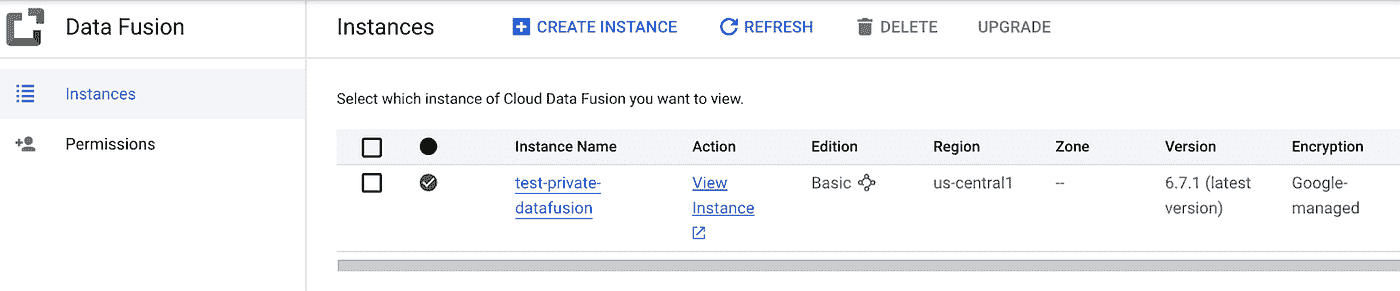 Data Fusion
Instances
CREATE INSTANCE
REFRESH
DELETE
UPGRADE
Instances
Permissions
Select which instance of Cloud Data Fusion you want to view.
Instance Name Action Edition Region Zone Version Encryption
test-private- View Basic us-central1 -- 6.7.1 (latest Google-
datafusion Instance version) managed